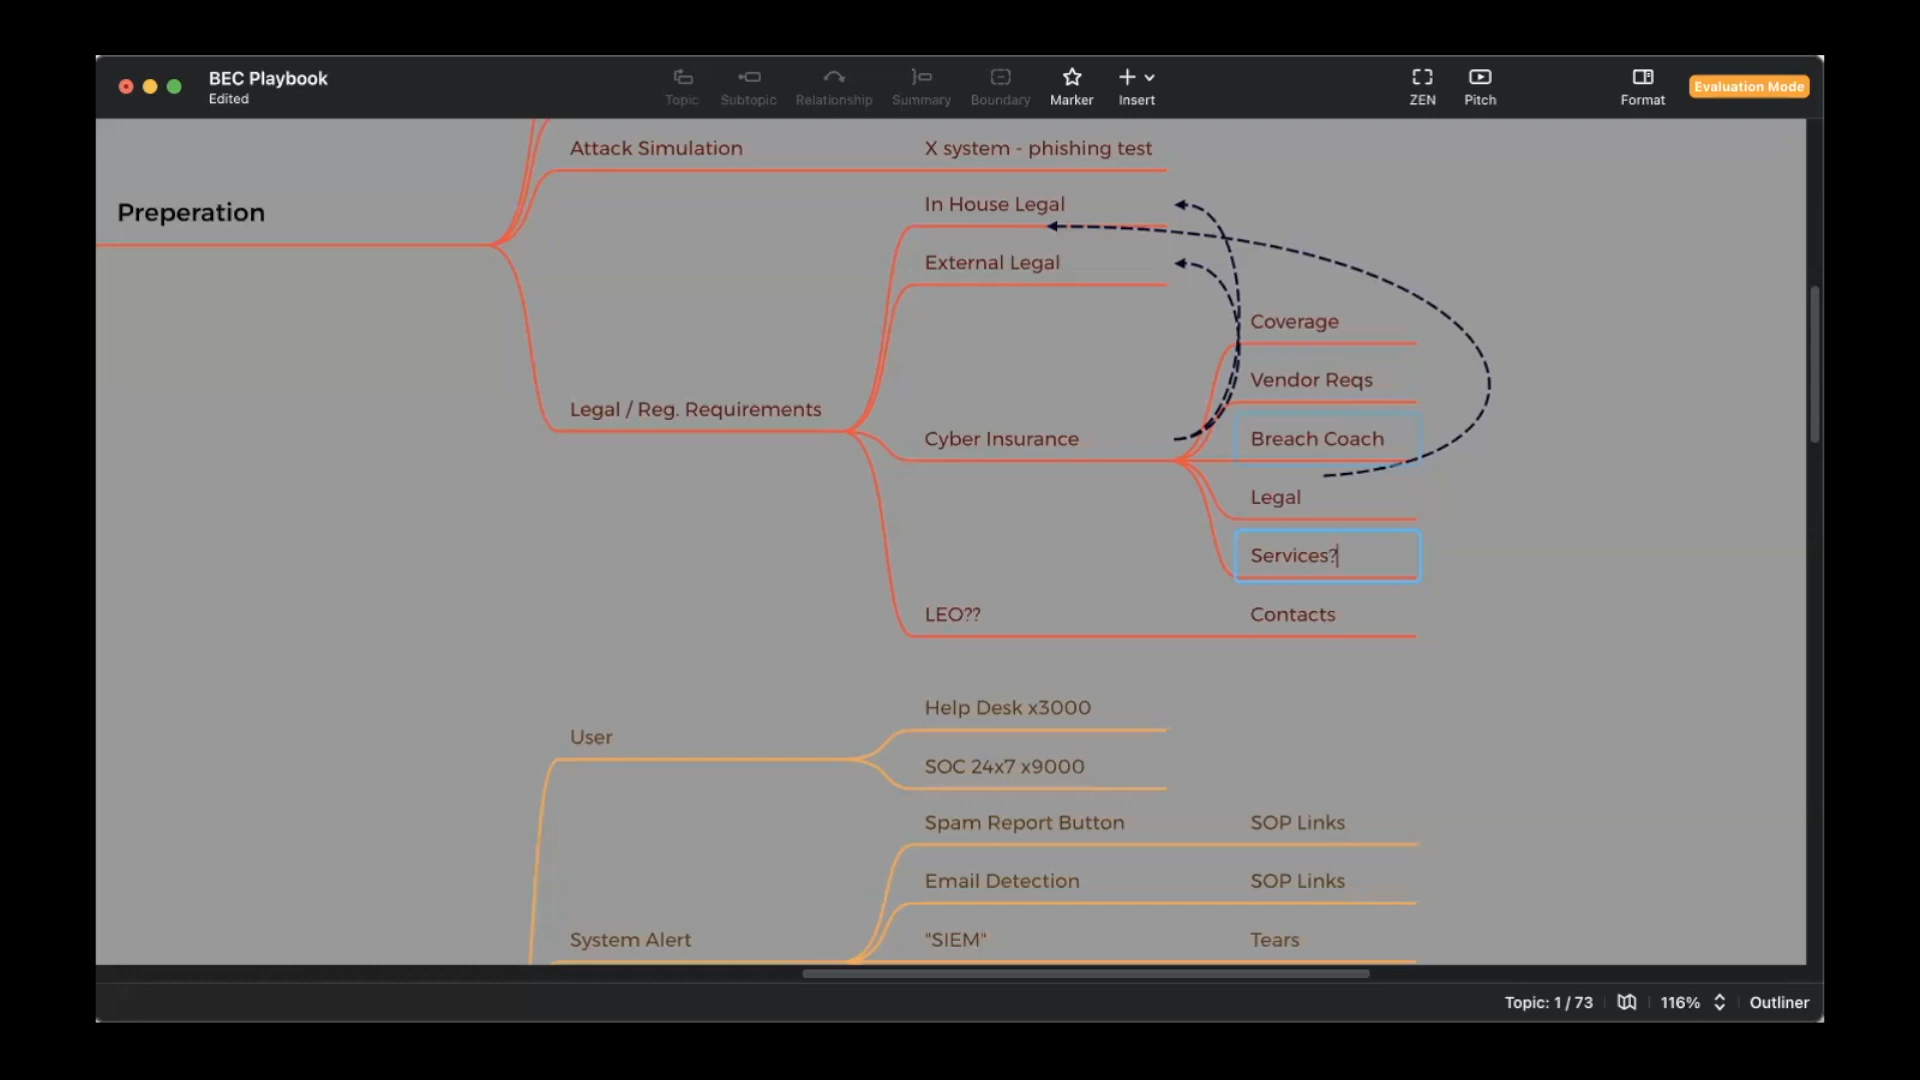 BEC Playbook
Edited
Topic
Subtopic
Relationship
Summary
Boundary
Marker
Insert
ZEN
Pitch
Format
Evaluation Mode
Attack Simulation
X system - phishing test
Preperation
In House Legal
External Legal
Coverage
Vendor Reqs
Legal / Reg. Requirements
Cyber Insurance
Breach Coach
Legal
Services?
LEO??
Contacts
Help Desk x3000
User
SOC 24x7 x9000
Spam Report Button
SOP Links
Email Detection
SOP Links
System Alert
"SIEM"
Tears
Topic: 1 / 73
116%
Outliner